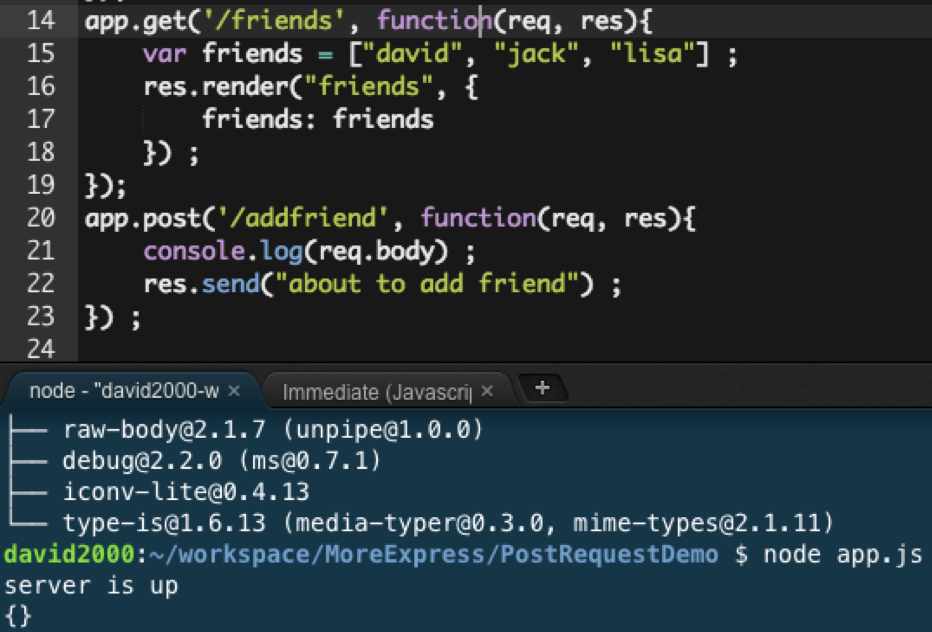 14 app.get('/friends', function(req, res){
15     var friends = ["david", "jack", "lisa"] ;
16     res.render("friends", {
17         friends: friends
18     }) ;
19 });
20 app.post('/addfriend', function(req, res){
21     console.log(req.body) ;
22     res.send("about to add friend") ;
23 }) ;
24
node - "david2000-w × Immediate (Javascrip × +
├── raw-body@2.1.7 (unpipe@1.0.0)
├── debug@2.2.0 (ms@0.7.1)
├── iconv-lite@0.4.13
└── type-is@1.6.13 (media-typer@0.3.0, mime-types@2.1.11)
david2000:~/workspace/MoreExpress/PostRequestDemo $ node app.js
server is up
{}